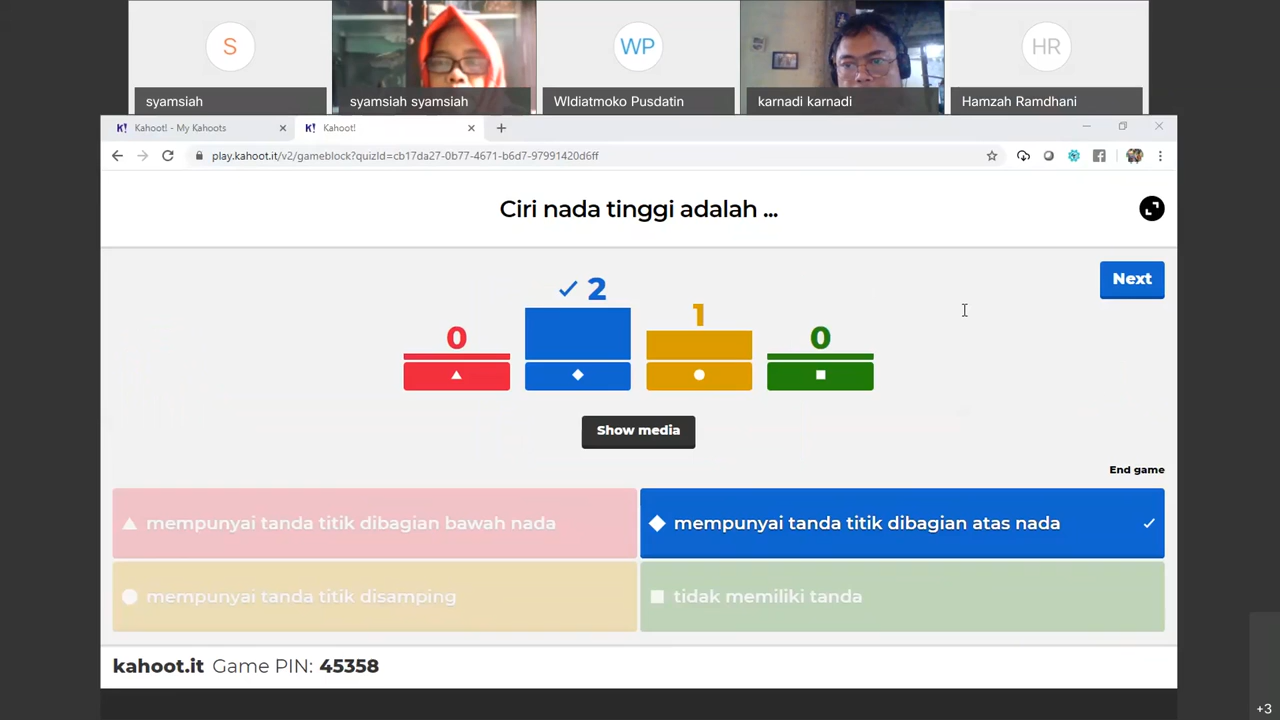 S
WP
HR
syamsiah
syamsiah syamsiah
WIdiatmoko Pusdatin
karnadi karnadi
Hamzah Ramdhani
K! Kahoot! - My Kahoots
K! Kahoot!
play.kahoot.it/v2/gameblock?quizId=cb17da27-0b77-4671-b6d7-97991420d6ff
Ciri nada tinggi adalah ...
Next
0
2
1
0
Show media
End game
mempunyai tanda titik dibagian bawah nada
mempunyai tanda titik dibagian atas nada
mempunyai tanda titik disamping
tidak memiliki tanda
kahoot.it Game PIN: 45358
+3